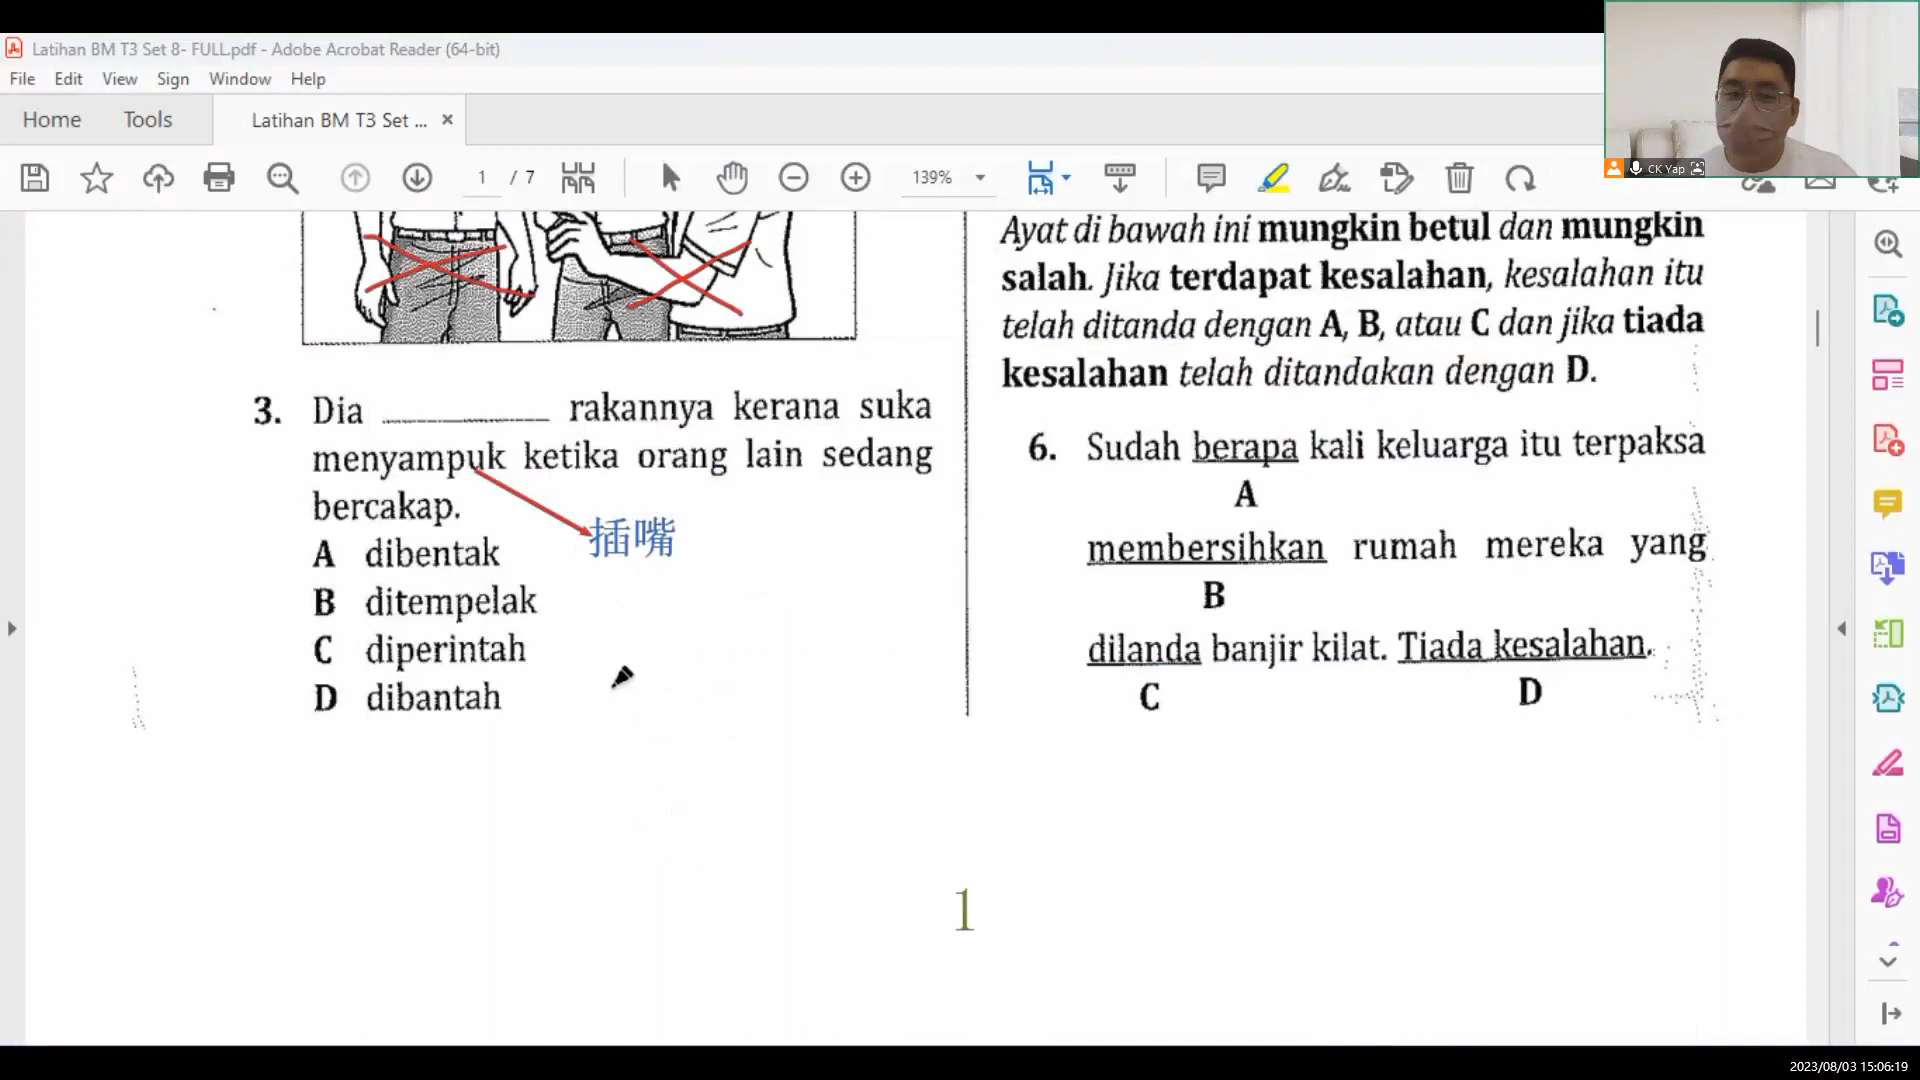 Latihan BM T3 Set 8- FULL.pdf - Adobe Acrobat Reader (64-bit)
File Edit View Sign Window Help
Home Tools Latihan BM T3 Set ... ×
1 / 7 139%
CK Yap
3. Dia __________ rakannya kerana suka
menyampuk ketika orang lain sedang
bercakap.
插嘴
A dibentak
B ditempelak
C diperintah
D dibantah
Ayat di bawah ini mungkin betul dan mungkin
salah. Jika terdapat kesalahan, kesalahan itu
telah ditanda dengan A, B, atau C dan jika tiada
kesalahan telah ditandakan dengan D.
6. Sudah berapa kali keluarga itu terpaksa
A
membersihkan rumah mereka yang
B
dilanda banjir kilat. Tiada kesalahan.
C D
1
2023/08/03 15:06:19